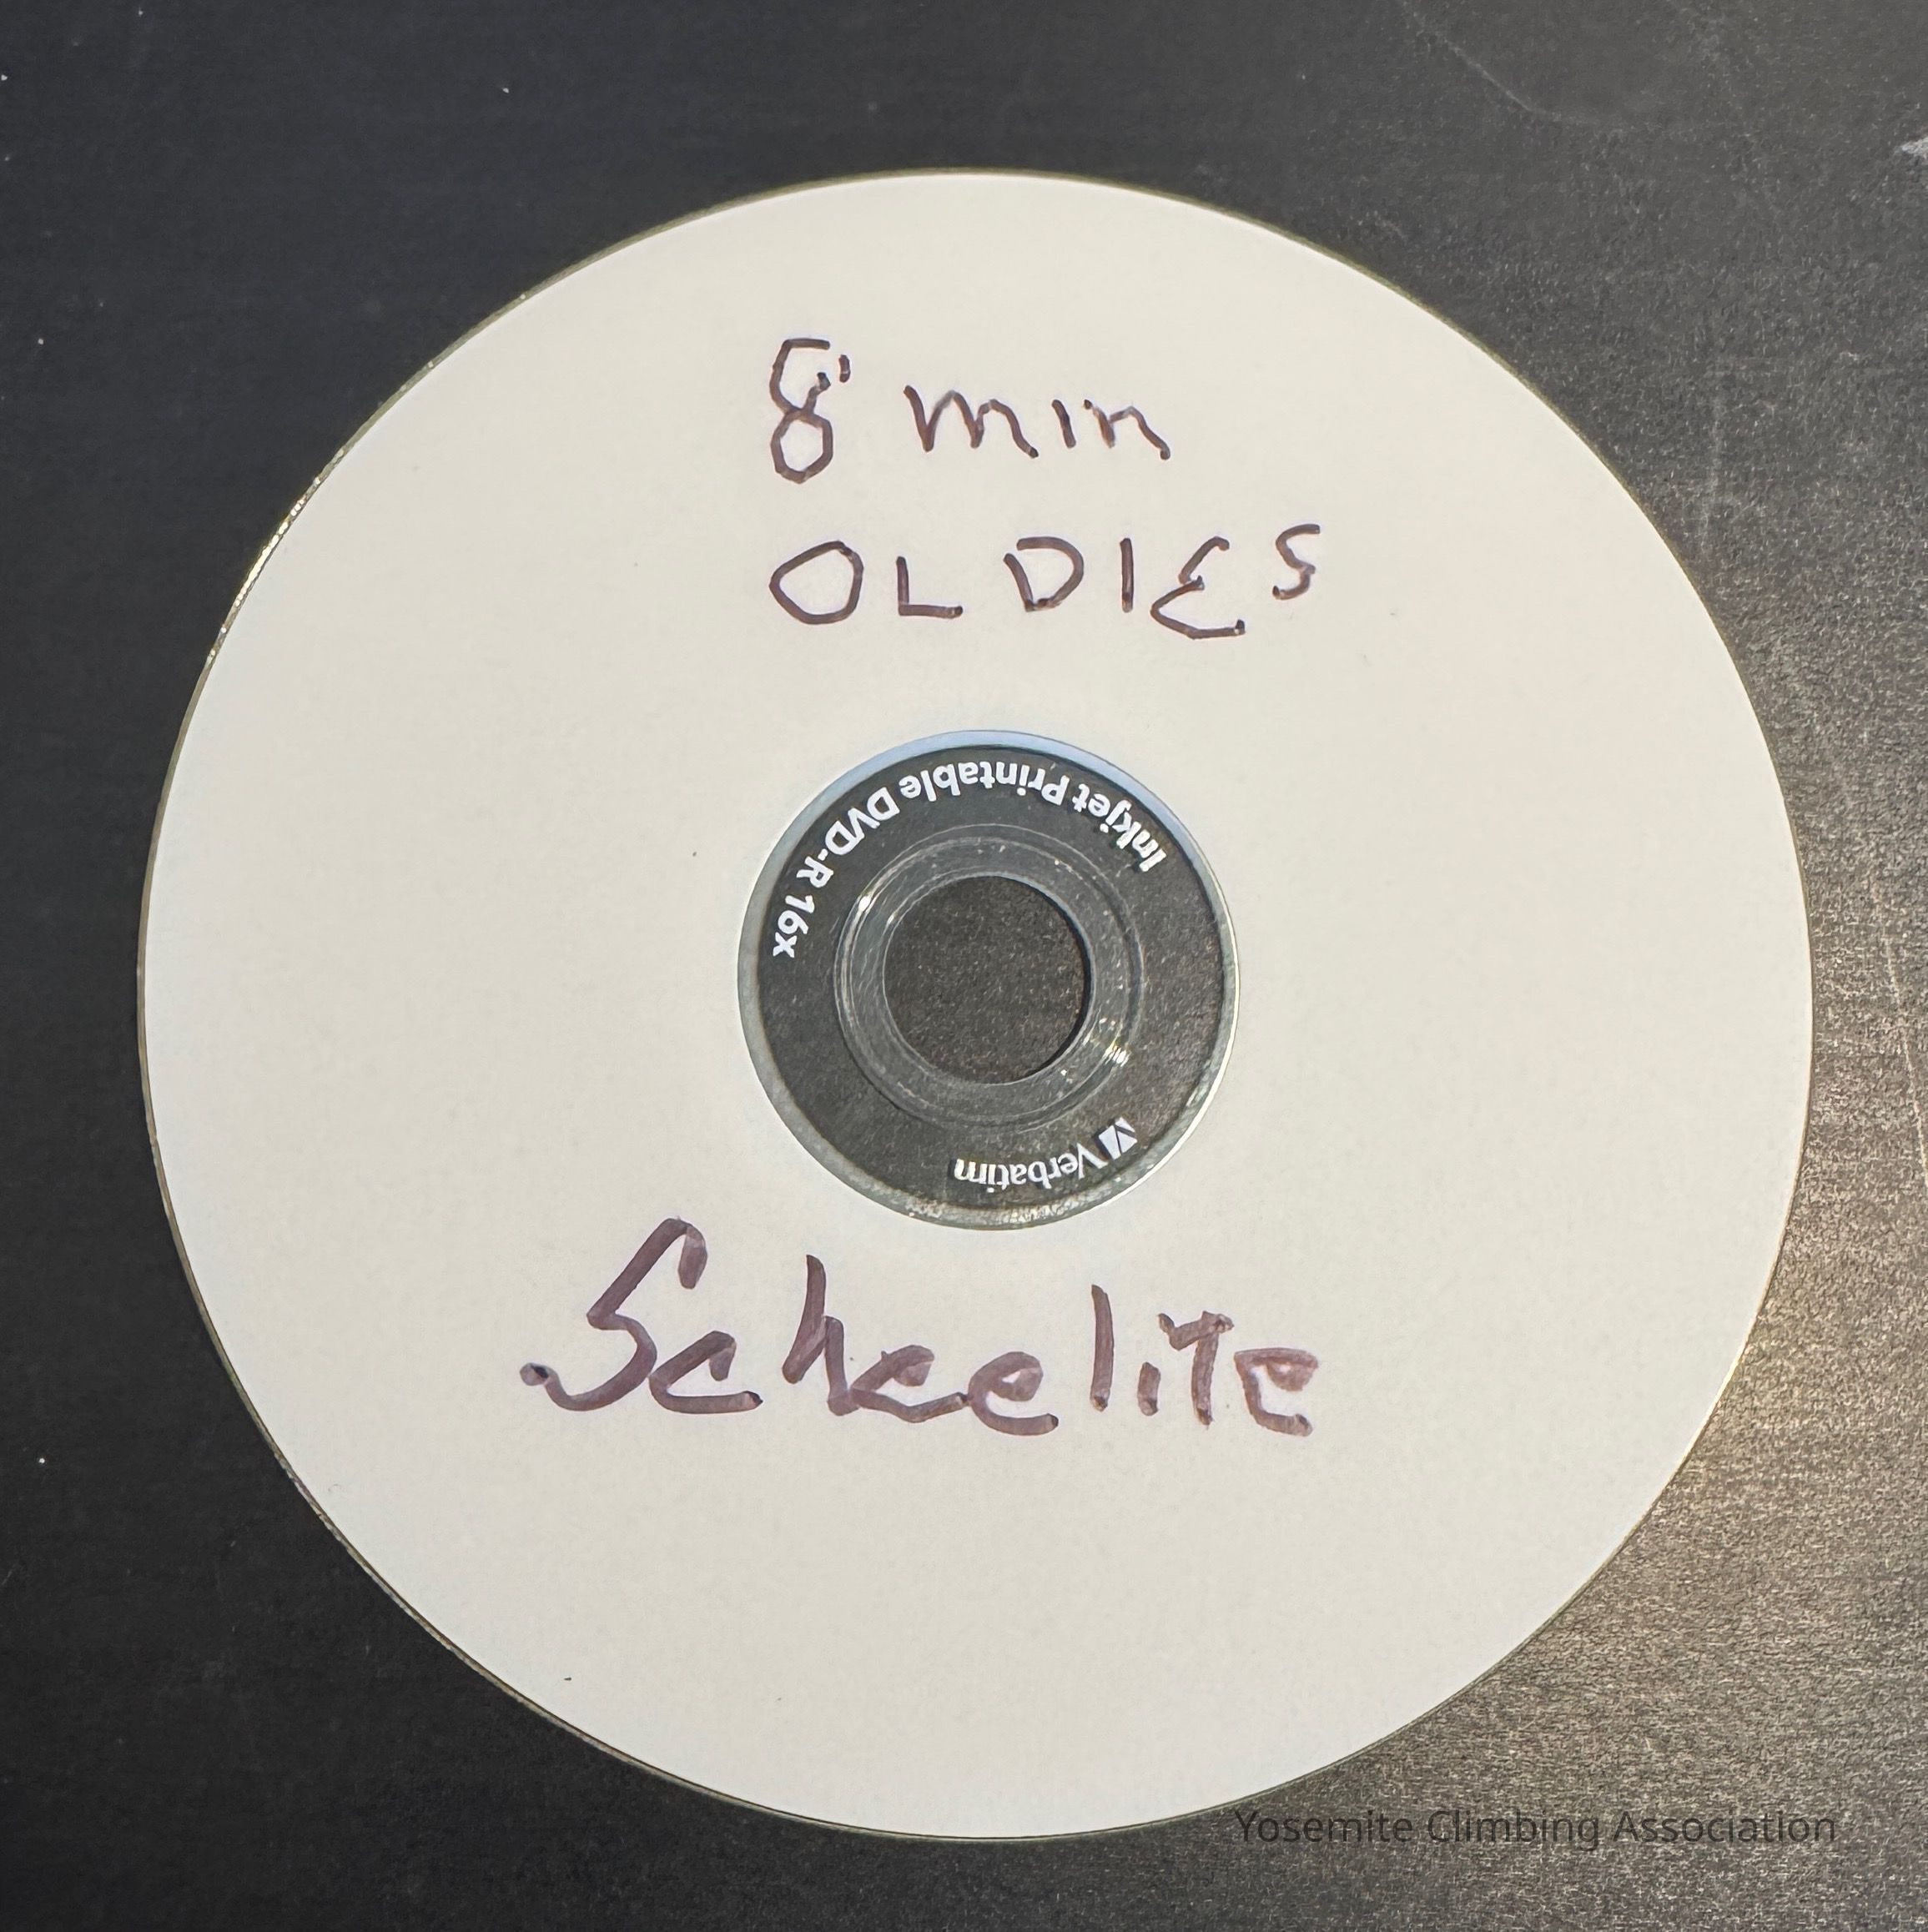 8 min
OLDIES
Inkjet Printable DVD-R 16x
Verbatim
Scheelite
Yosemite Climbing Association